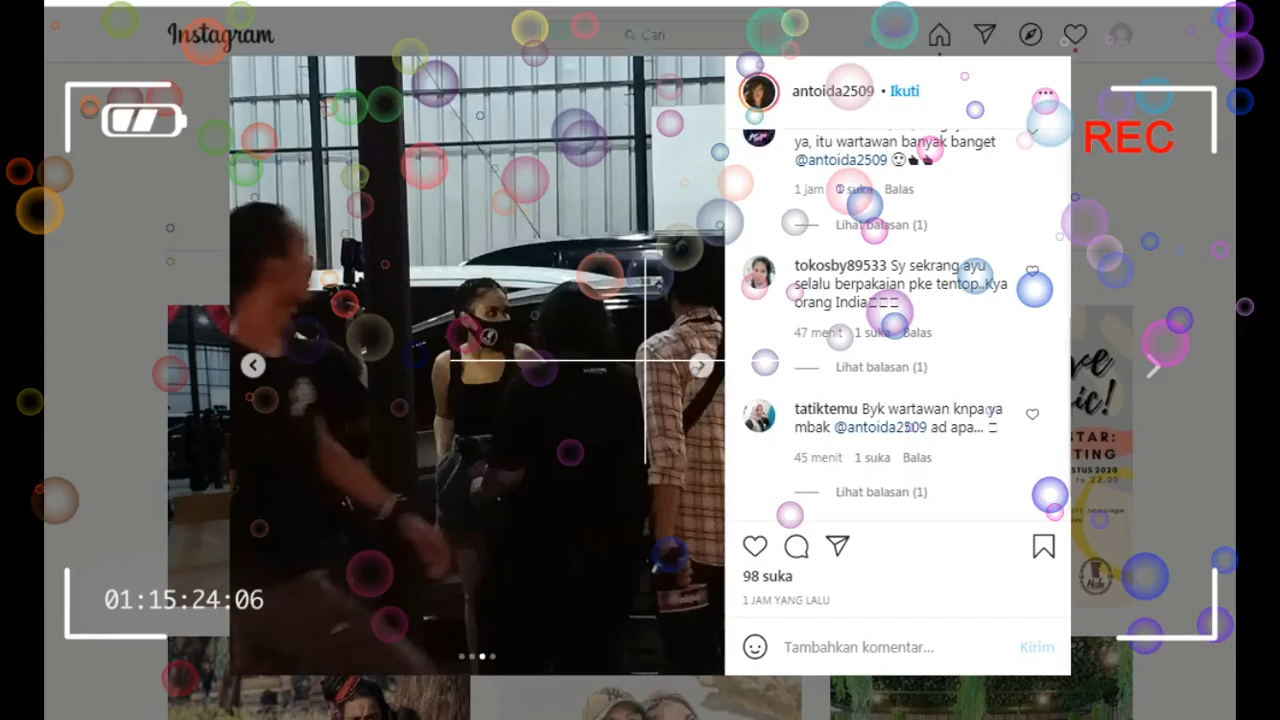 Instagram
Cari
REC
antoida2509 • Ikuti
ya, itu wartawan banyak banget
@antoida2509
1 jam suka Balas
Lihat balasan (1)
tokosby89533 Sy sekrang ayu
selalu berpakaian pke tentop..Kya
orang India
47 menit 1 suka Balas
Lihat balasan (1)
tatiktemu Byk wartawan knpa ya
mbak @antoida2509 ad apa...
45 menit 1 suka Balas
Lihat balasan (1)
98 suka
1 JAM YANG LALU
Tambahkan komentar... Kirim
01:15:24:06
STAR: